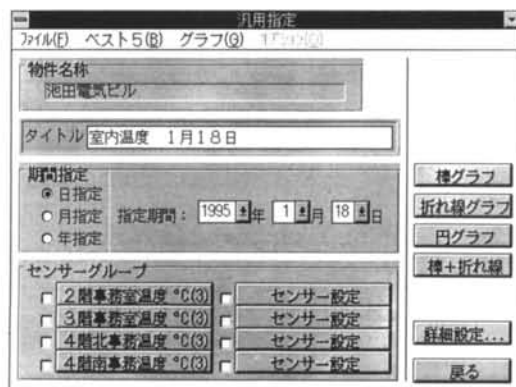 汎用指定
ファイル(F) ベスト5(B) グラフ(G) オプション(O)
物件名称
池田電気ビル
タイトル 室内温度 1月18日
期間指定
日指定
月指定
年指定
指定期間： 1995 年 1 月 18 日
棒グラフ
折れ線グラフ
円グラフ
棒＋折れ線
センサーグループ
2階事務室温度 °C(3) センサー設定
3階事務室温度 °C(3) センサー設定
4階北事務温度 °C(3) センサー設定
4階南事務温度 °C(3) センサー設定
詳細設定...
戻る